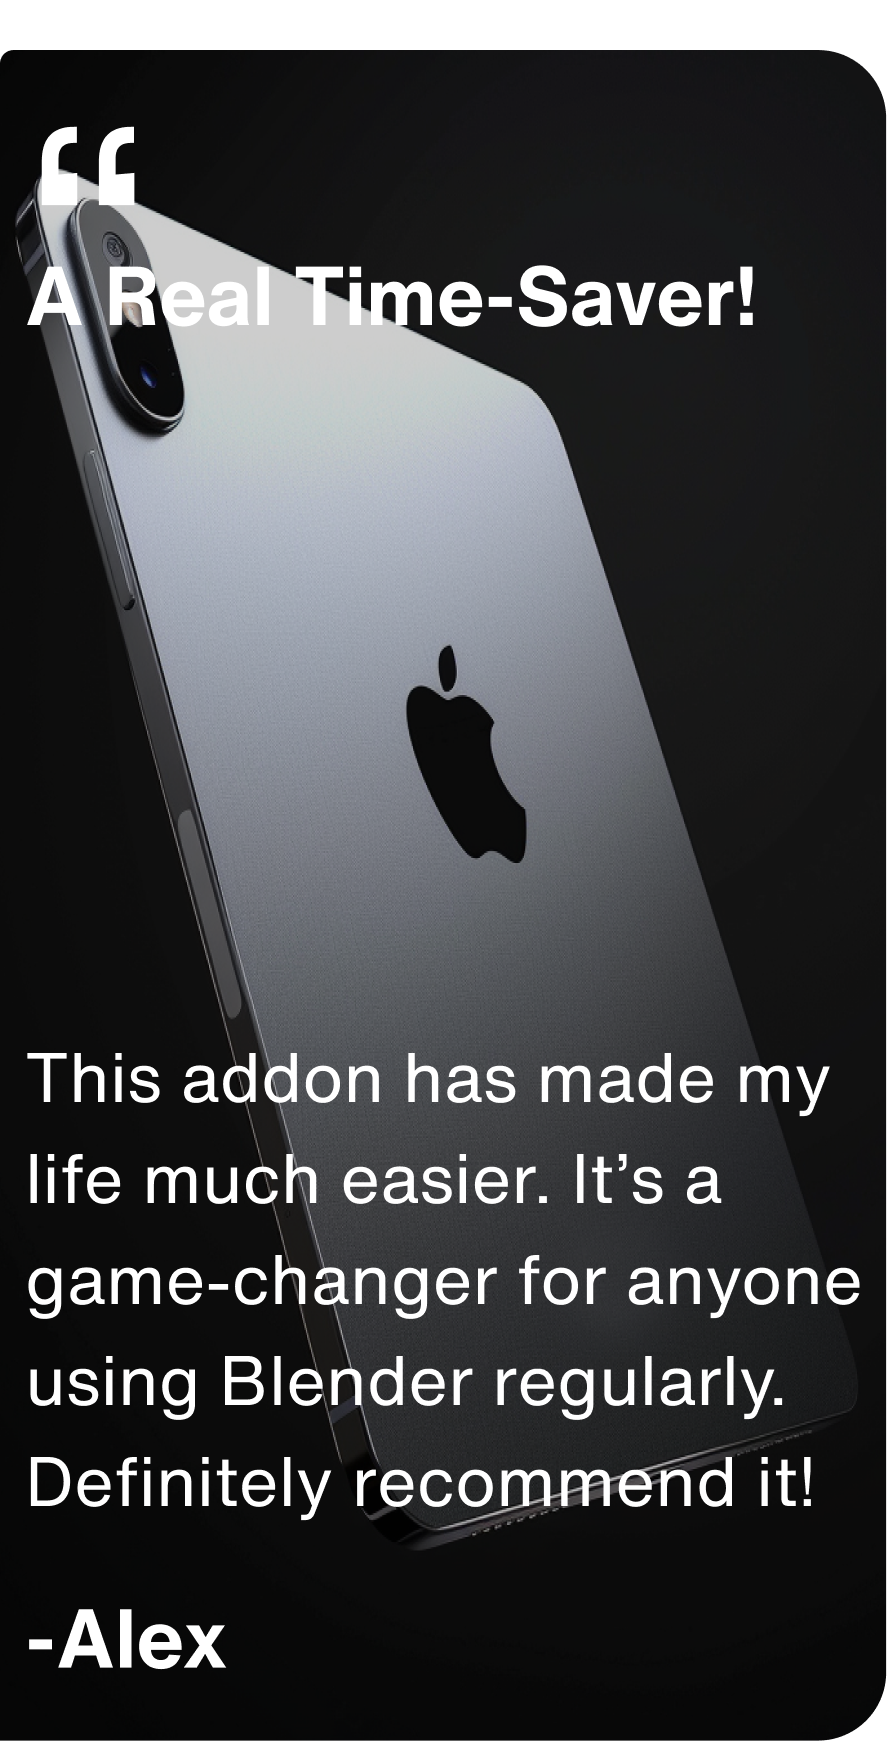 “
A Real Time-Saver!
This addon has made my
life much easier. It’s a
game-changer for anyone
using Blender regularly.
Definitely recommend it!
-Alex